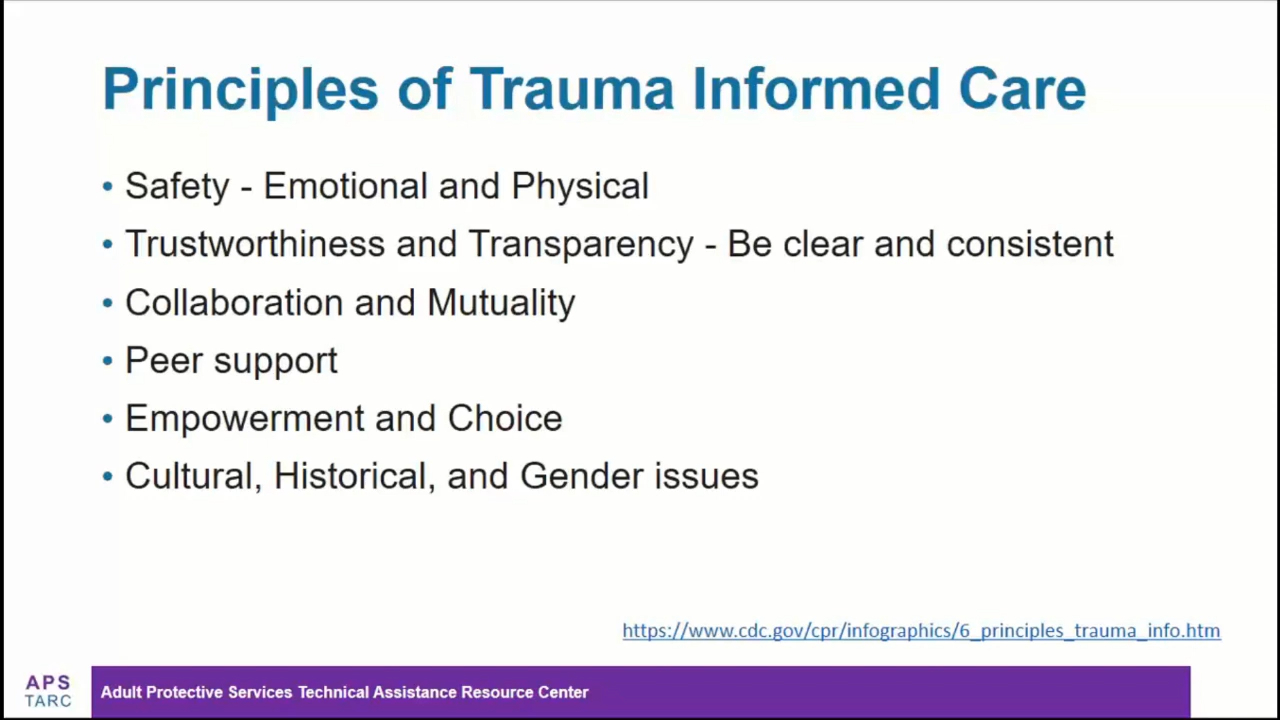 Principles of Trauma Informed Care
• Safety - Emotional and Physical
• Trustworthiness and Transparency - Be clear and consistent
• Collaboration and Mutuality
• Peer support
• Empowerment and Choice
• Cultural, Historical, and Gender issues
https://www.cdc.gov/cpr/infographics/6_principles_trauma_info.htm
APS
TARC
Adult Protective Services Technical Assistance Resource Center